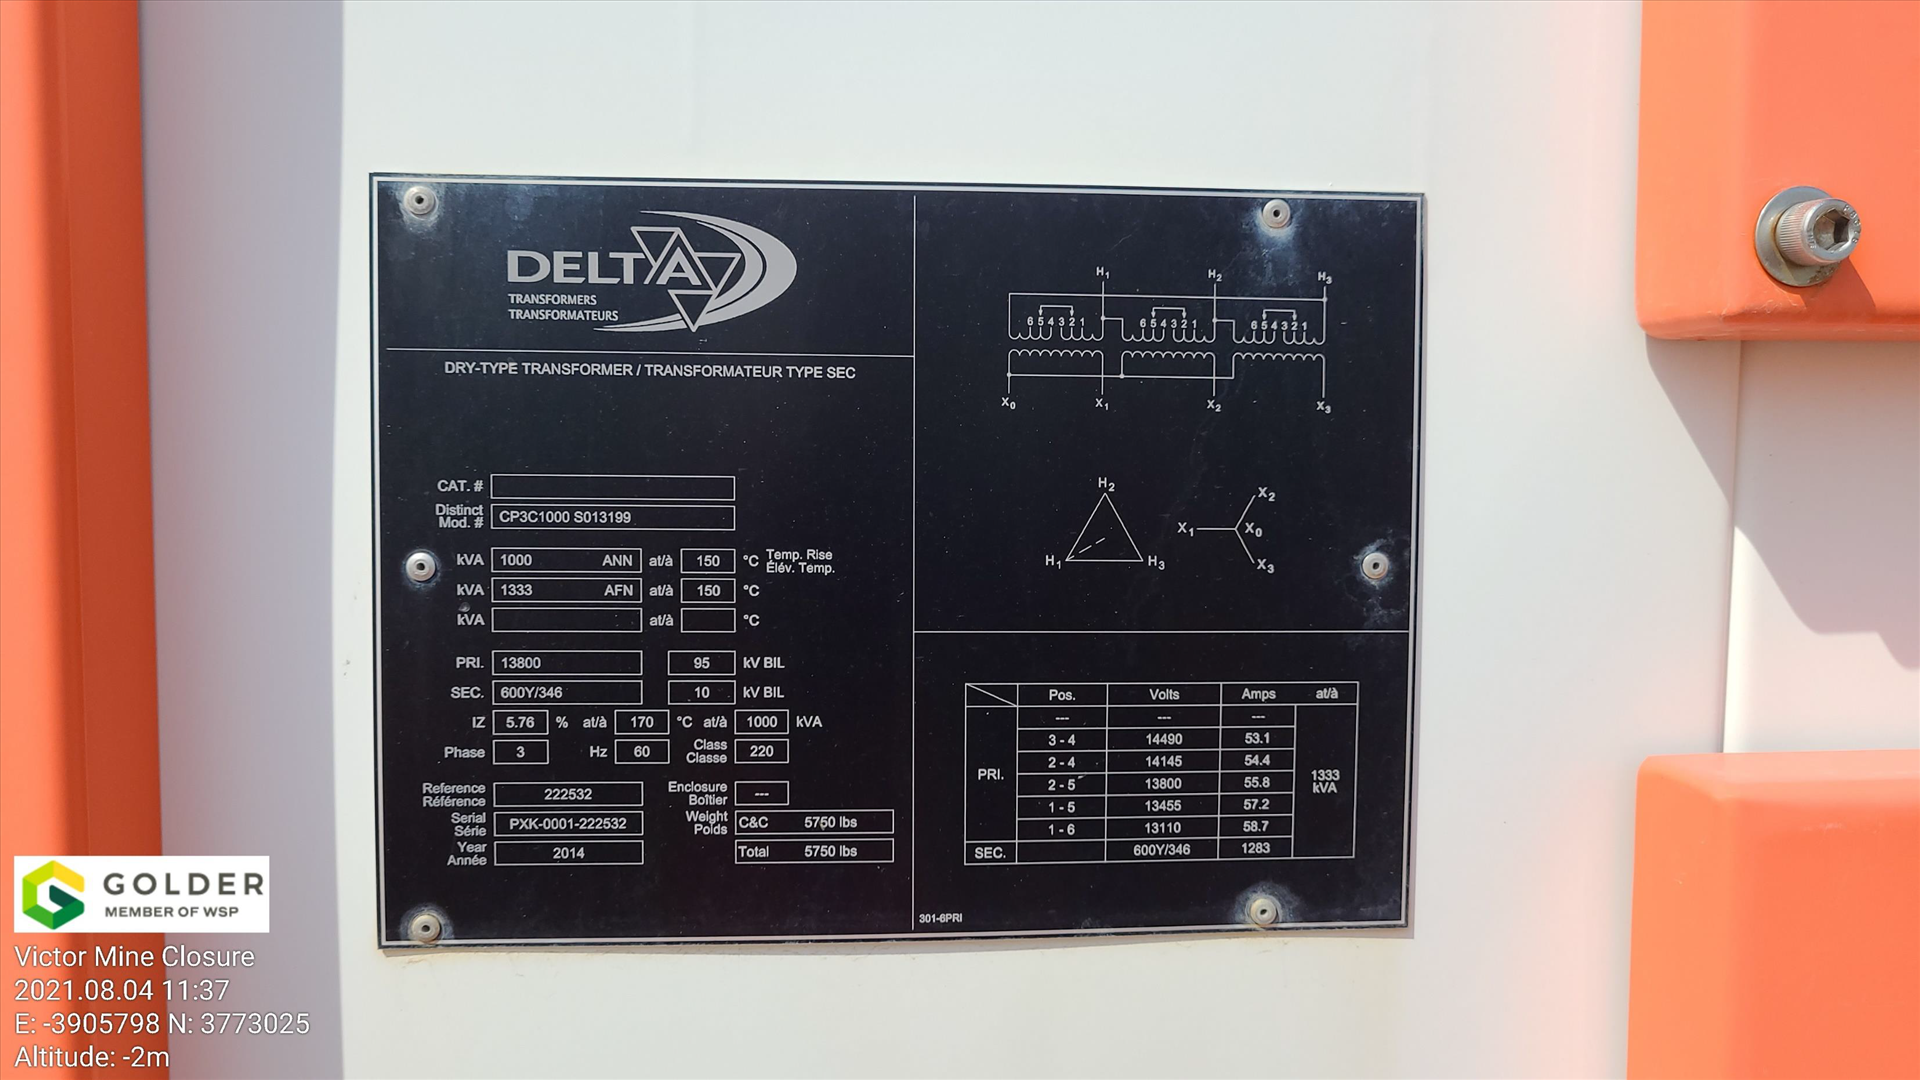 DELTA
TRANSFORMERS
TRANSFORMATEURS
DRY-TYPE TRANSFORMER / TRANSFORMATEUR TYPE SEC
CAT. #
Distinct Mod. # CP3C1000 S013199
kVA 1000 ANN at/à 150 °C Temp. Rise Élév. Temp.
kVA 1333 AFN at/à 150 °C
kVA at/à °C
PRI. 13800 95 kV BIL
SEC. 600Y/346 10 kV BIL
IZ 5.76 % at/à 170 °C at/à 1000 kVA
Phase 3 Hz 60 Class Classe 220
Reference Référence 222532 Enclosure Boîtier ---
Serial Série PXK-0001-222532 Weight Poids C&C 5750 lbs
Year Année 2014 Total 5750 lbs
H1 H2 H3
6 5 4 3 2 1 6 5 4 3 2 1 6 5 4 3 2 1
X0 X1 X2 X3
H2 X2
X1 X0
H1 H3 X3
Pos. Volts Amps at/à
--- --- ---
3 - 4 14490 53.1
2 - 4 14145 54.4
PRI. 2 - 5 13800 55.8 1333 kVA
1 - 5 13455 57.2
1 - 6 13110 58.7
SEC. 600Y/346 1283
301-6PRI
GOLDER
MEMBER OF WSP
Victor Mine Closure
2021.08.04 11:37
E: -3905798 N: 3773025
Altitude: -2m